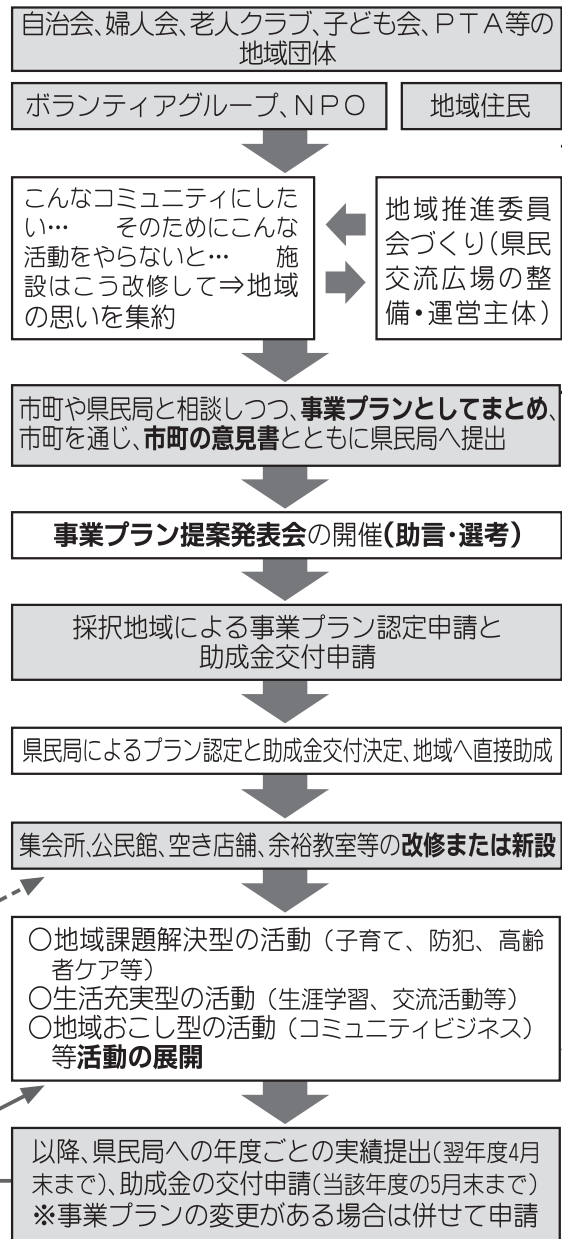 自治会、婦人会、老人クラブ、子ども会、PTA等の
地域団体
ボランティアグループ、NPO
地域住民
こんなコミュニティにした
い… そのためにこんな
活動をやらないと… 施
設はこう改修して⇒地域
の思いを集約
地域推進委員
会づくり(県民
交流広場の整
備・運営主体)
市町や県民局と相談しつつ、事業プランとしてまとめ、
市町を通じ、市町の意見書とともに県民局へ提出
事業プラン提案発表会の開催(助言・選考)
採択地域による事業プラン認定申請と
助成金交付申請
県民局によるプラン認定と助成金交付決定、地域へ直接助成
集会所、公民館、空き店舗、余裕教室等の改修または新設
○地域課題解決型の活動(子育て、防犯、高齢
者ケア等)
○生活充実型の活動(生涯学習、交流活動等)
○地域おこし型の活動(コミュニティビジネス)
等活動の展開
以降、県民局への年度ごとの実績提出(翌年度4月
末まで)、助成金の交付申請(当該年度の5月末まで)
※事業プランの変更がある場合は併せて申請